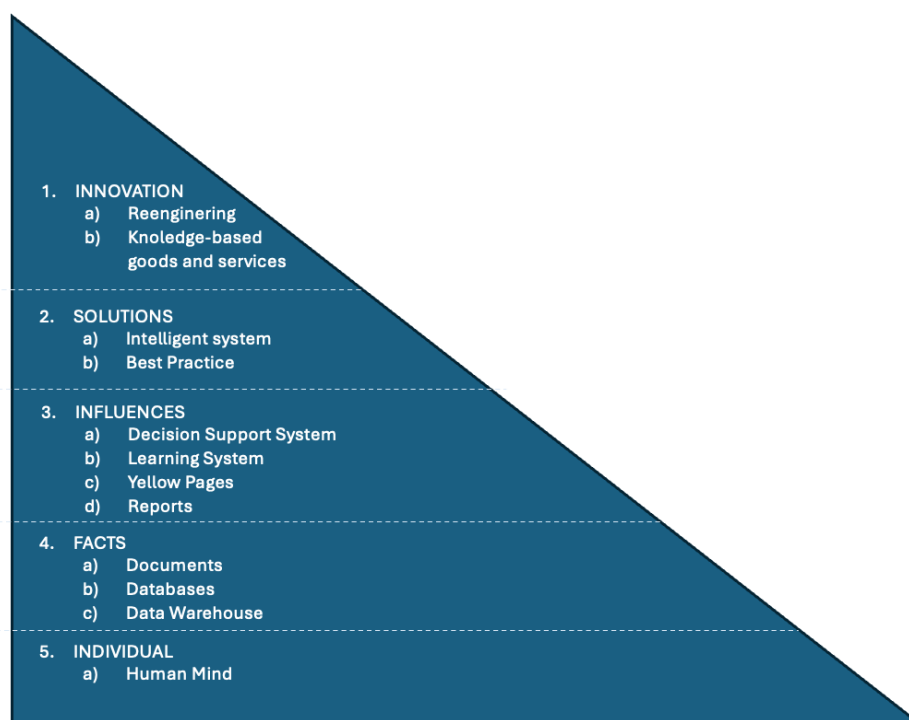 1. INNOVATION
a) Reenginering
b) Knoledge-based
goods and services
2. SOLUTIONS
a) Intelligent system
b) Best Practice
3. INFLUENCES
a) Decision Support System
b) Learning System
c) Yellow Pages
d) Reports
4. FACTS
a) Documents
b) Databases
c) Data Warehouse
5. INDIVIDUAL
a) Human Mind